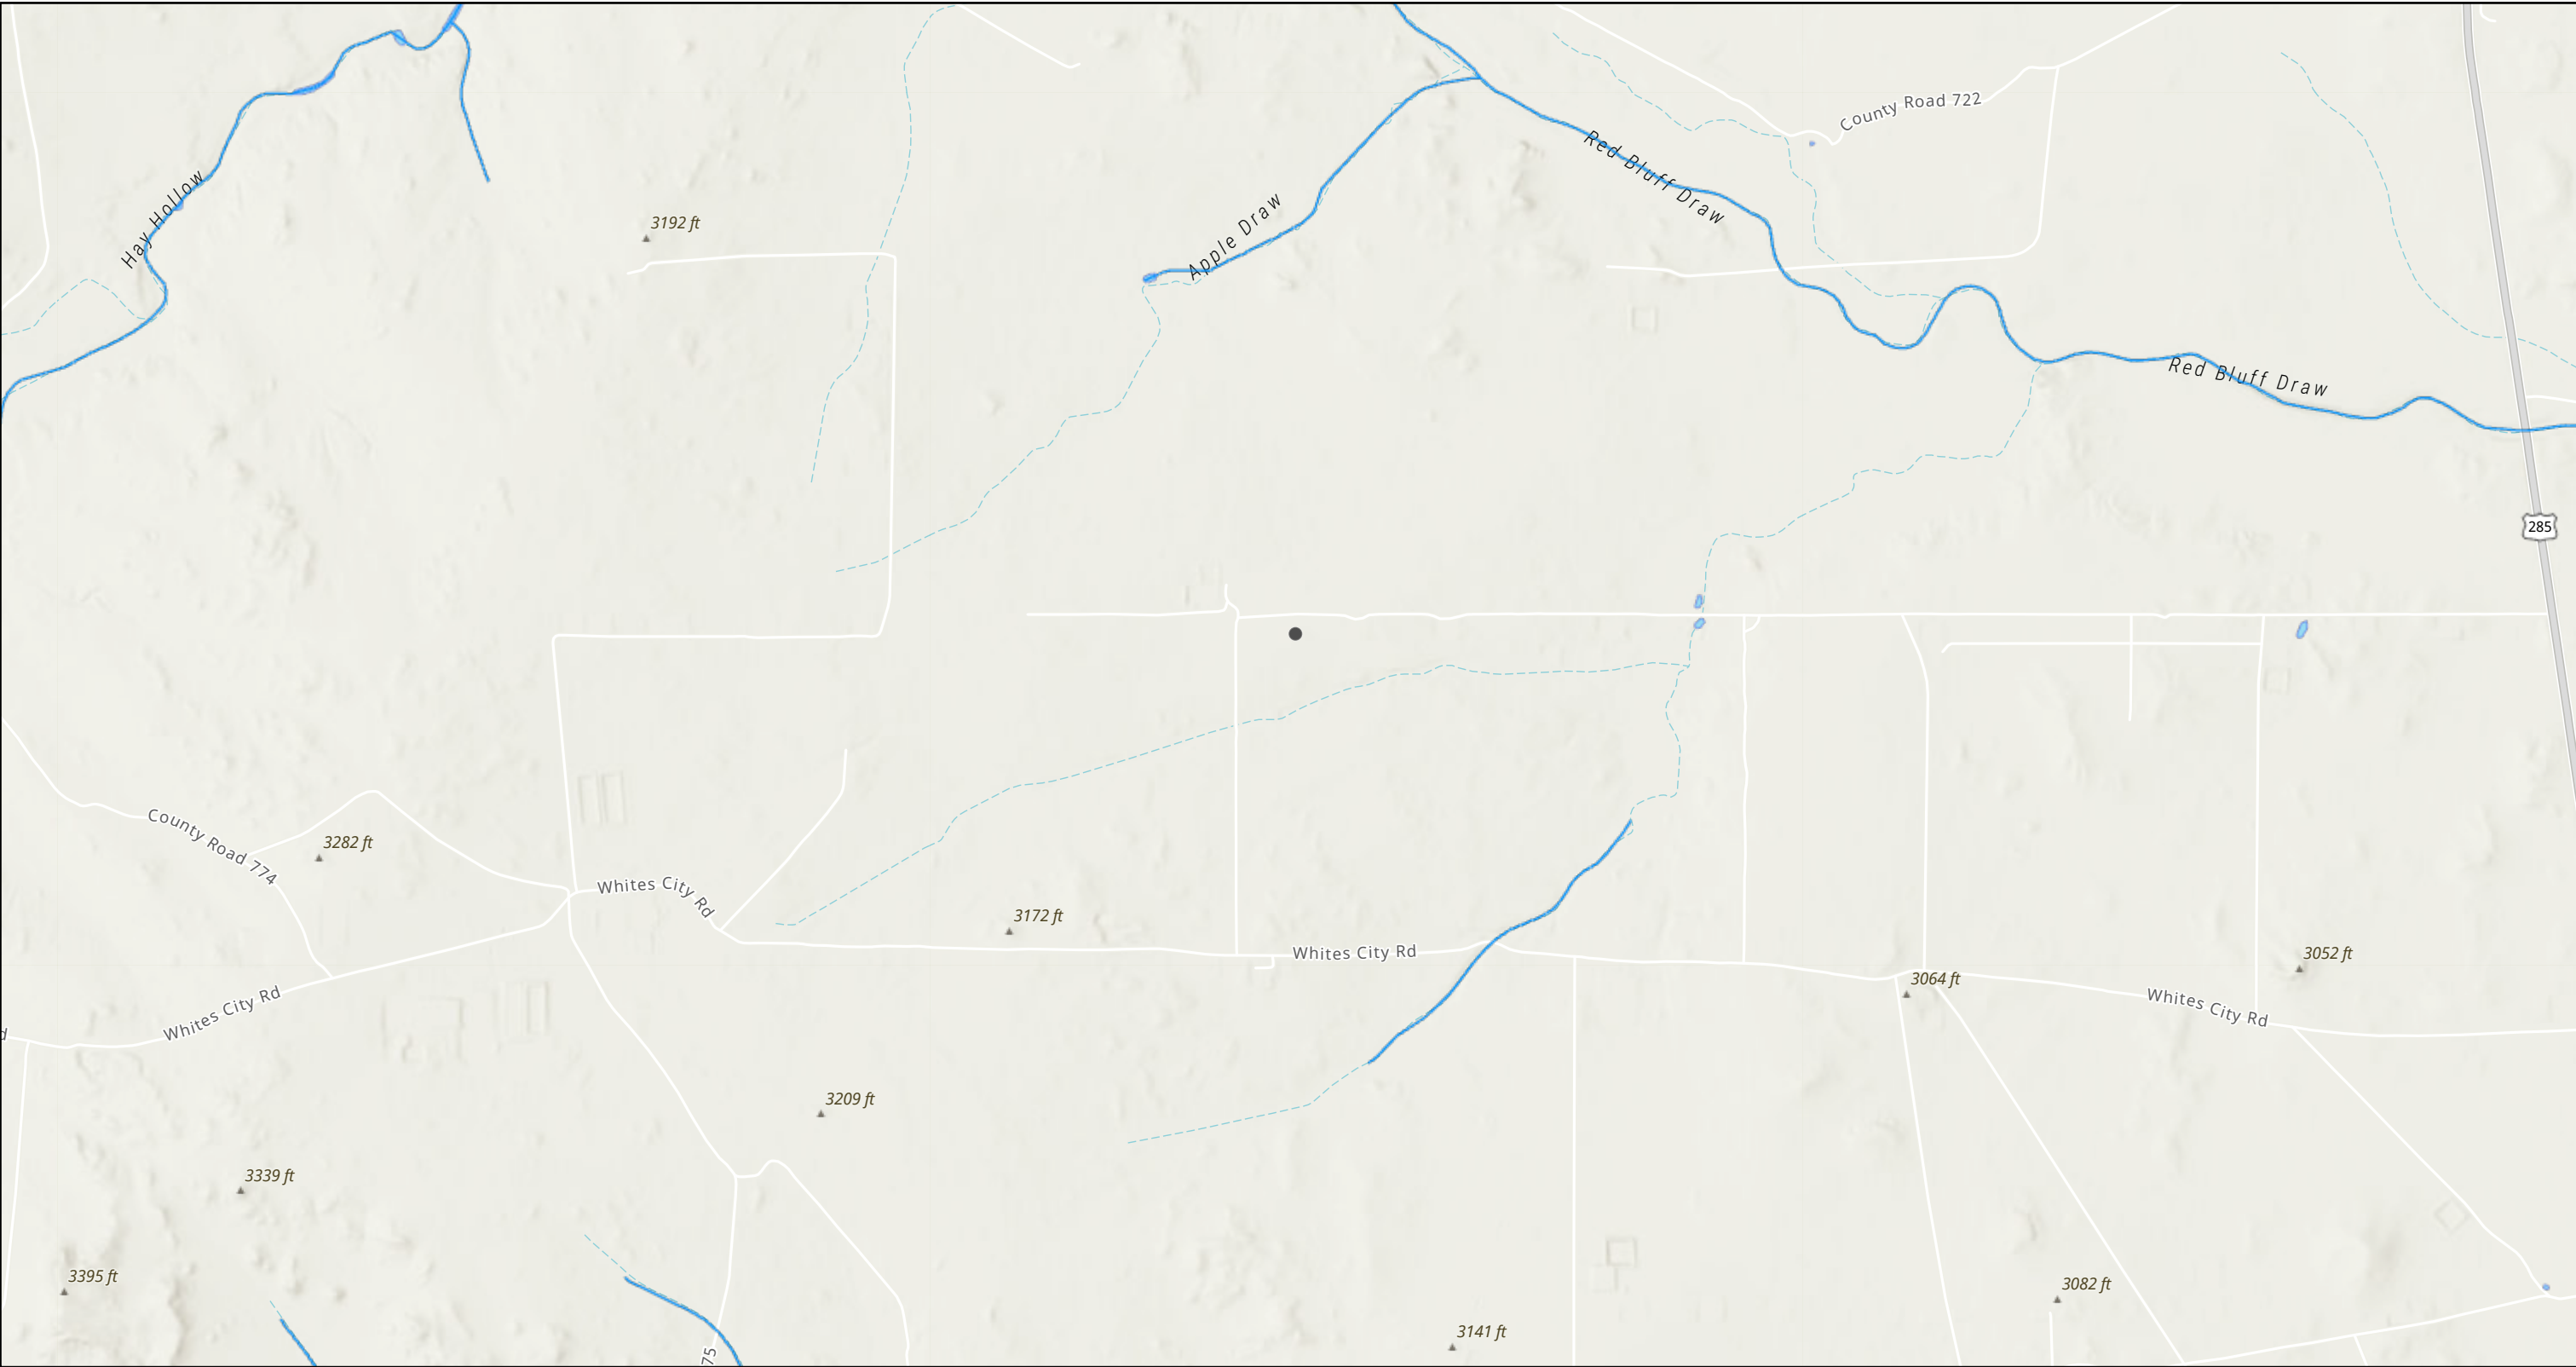 County Road 722
Red Bluff Draw
Hay Hollow
Apple Draw
3192 ft
Red Bluff Draw
285
County Road 774
3282 ft
Whites City Rd
3172 ft
Whites City Rd
3052 ft
3064 ft
Whites City Rd
Whites City Rd
d
3209 ft
3339 ft
3395 ft
3082 ft
3141 ft
75